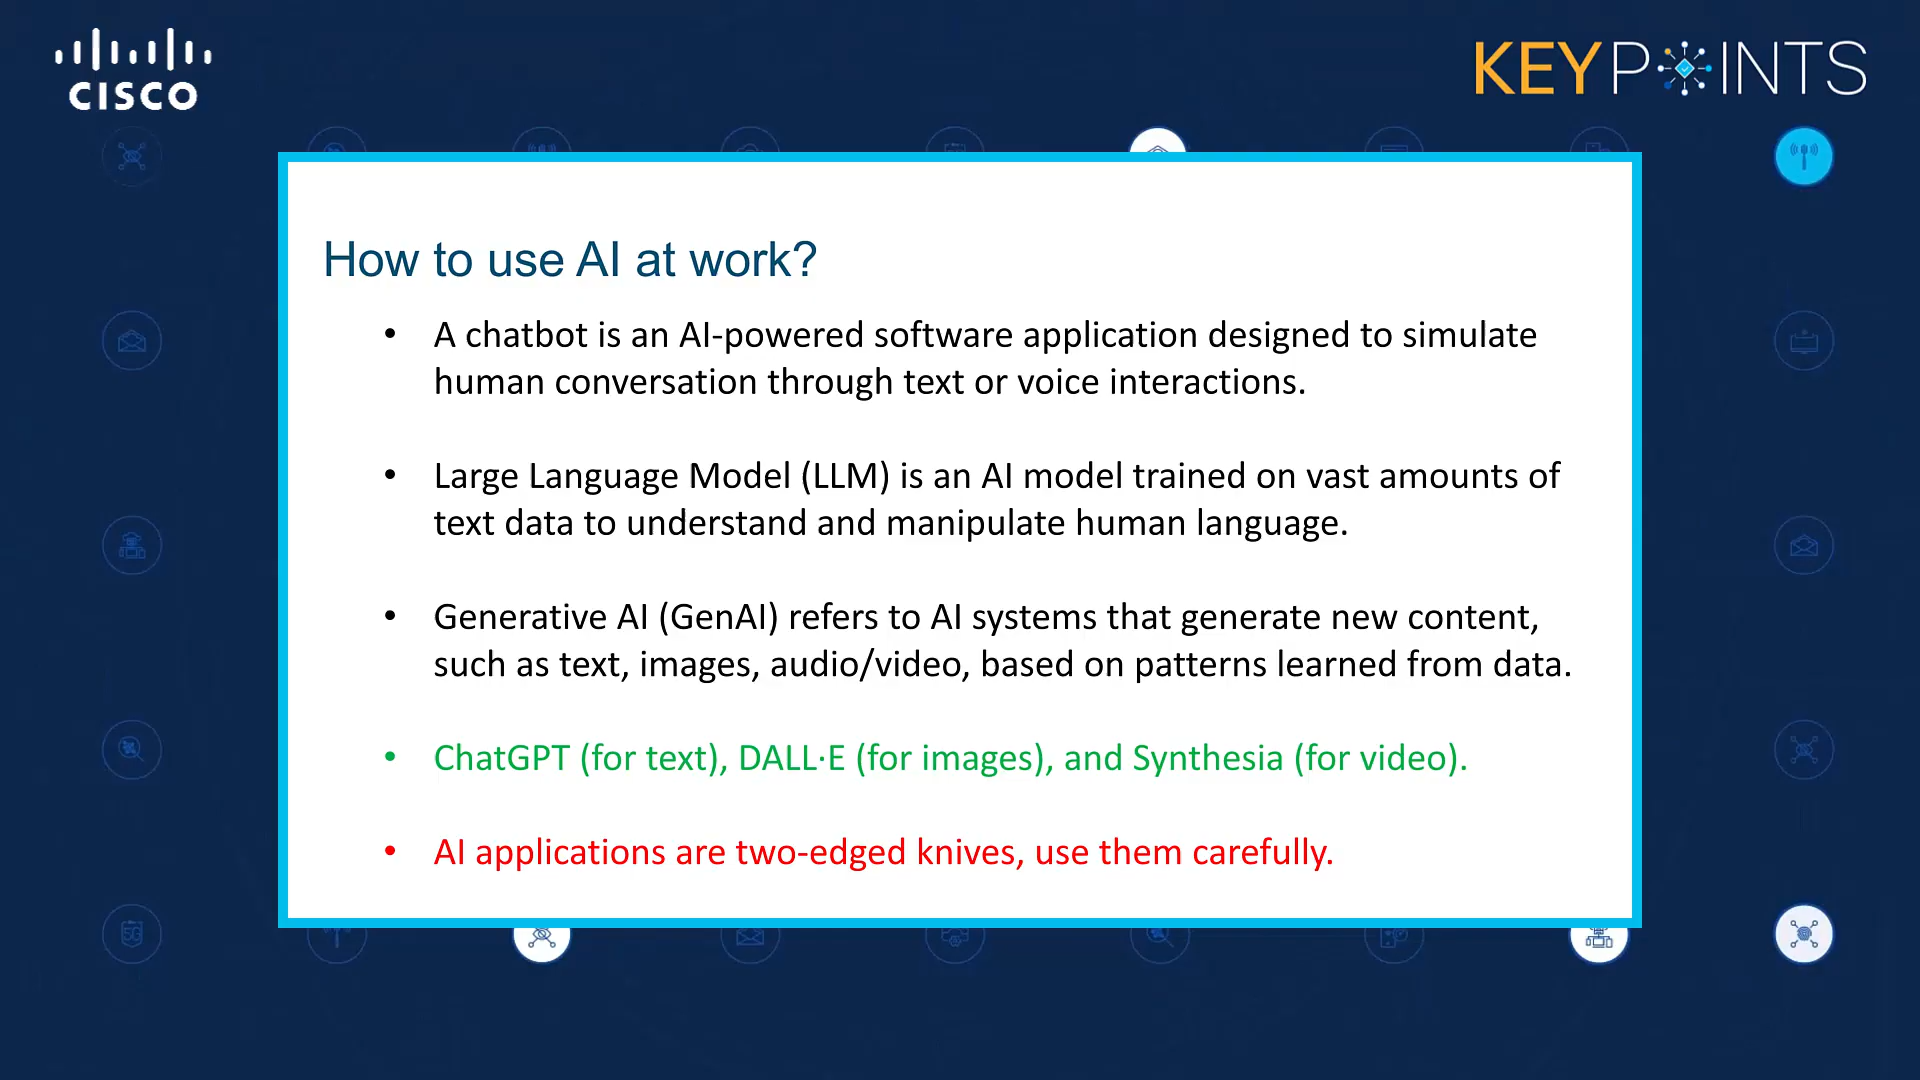 CISCO
KEYPOINTS
How to use AI at work?
• A chatbot is an AI-powered software application designed to simulate
human conversation through text or voice interactions.
• Large Language Model (LLM) is an AI model trained on vast amounts of
text data to understand and manipulate human language.
• Generative AI (GenAI) refers to AI systems that generate new content,
such as text, images, audio/video, based on patterns learned from data.
• ChatGPT (for text), DALL·E (for images), and Synthesia (for video).
• AI applications are two-edged knives, use them carefully.
5G